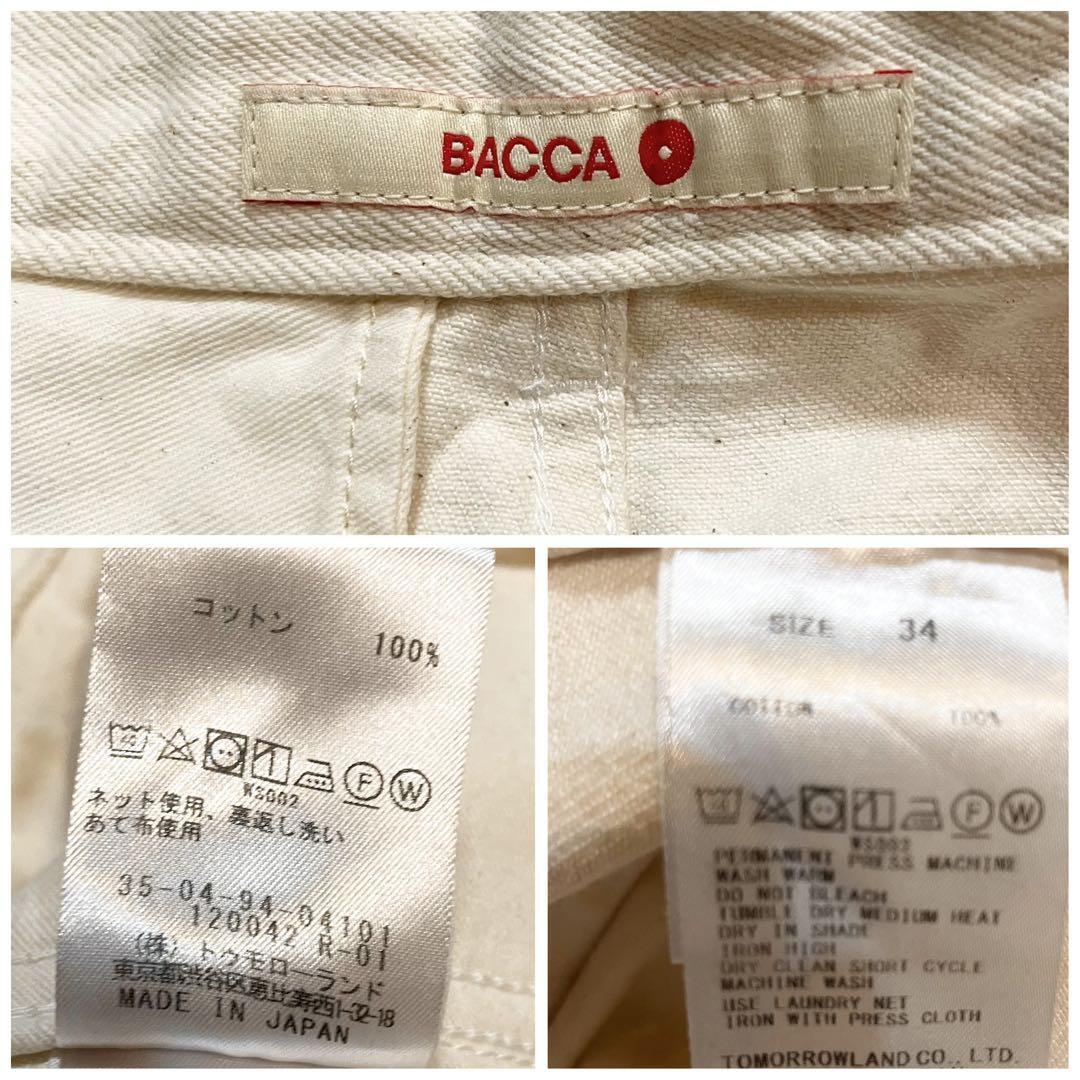 BACCA
コットン
100%
40
F W
WS002
ネット使用、裏返し洗い
あて布使用
35-04-94-04101
120042 R-01
(株)トゥモローランド
東京都渋谷区恵比寿西1-32-18
MADE IN JAPAN
SIZE 34
COTTON 100%
40
F W
WS002
PERMANENT PRESS MACHINE
WASH WARM
DO NOT BLEACH
TUMBLE DRY MEDIUM HEAT
DRY IN SHADE
IRON HIGH
DRY CLEAN SHORT CYCLE
MACHINE WASH
USE LAUNDRY NET
IRON WITH PRESS CLOTH
TOMORROWLAND CO., LTD.